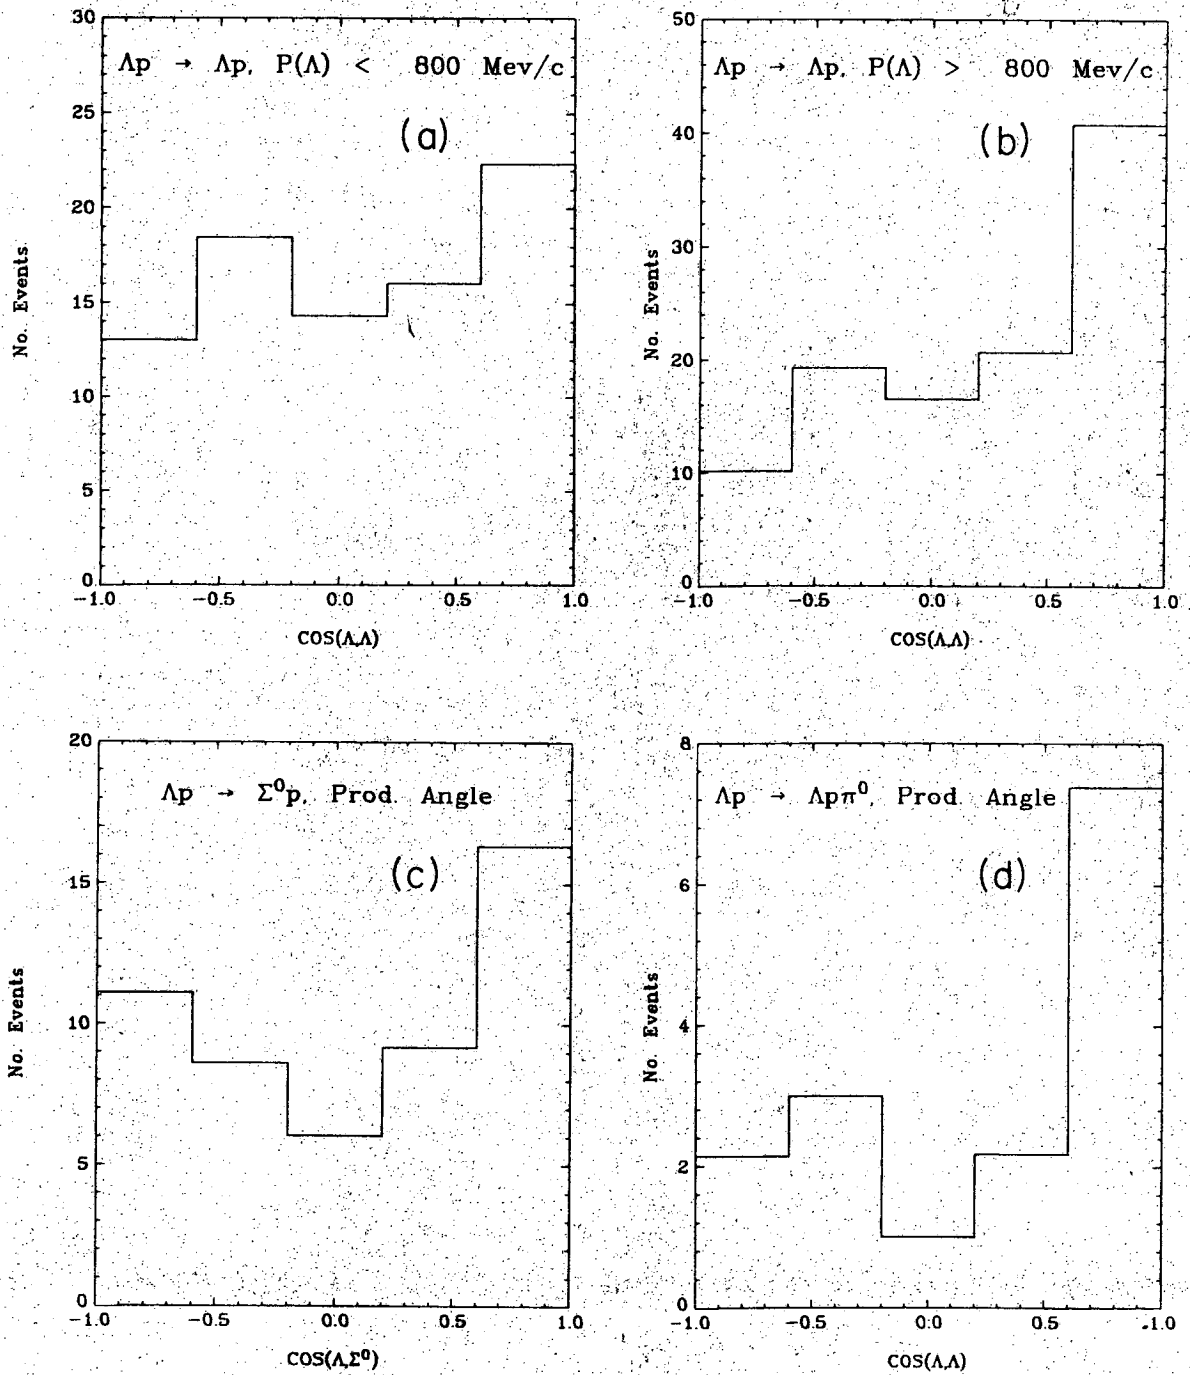 Λp → Λp, P(Λ) < 800 Mev/c
(a)
No. Events
30
25
20
15
10
5
0
-1.0 -0.5 0.0 0.5 1.0
COS(Λ,Λ)
Λp → Λp, P(Λ) > 800 Mev/c
(b)
No. Events
50
40
30
20
10
0
-1.0 -0.5 0.0 0.5 1.0
COS(Λ,Λ)
Λp → Σ⁰p, Prod. Angle
(c)
No. Events
20
15
10
5
0
-1.0 -0.5 0.0 0.5 1.0
COS(Λ,Σ⁰)
Λp → Λpπ⁰, Prod. Angle
(d)
No. Events
8
6
4
2
0
-1.0 -0.5 0.0 0.5 1.0
COS(Λ,Λ)